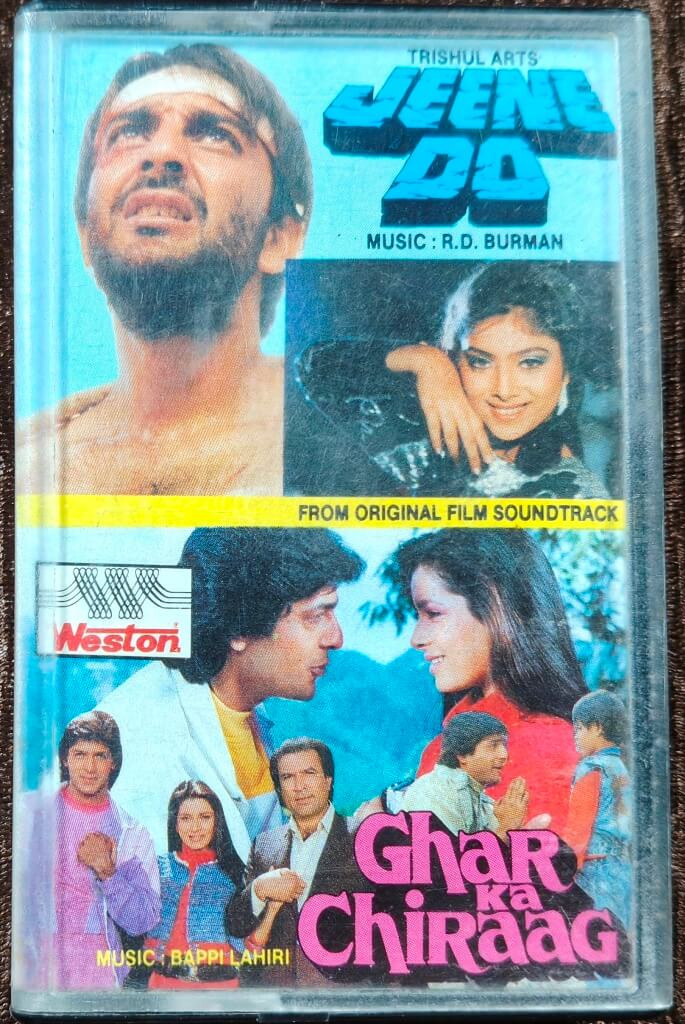 TRISHUL ARTS
JEENE
DO
MUSIC : R.D. BURMAN
FROM ORIGINAL FILM SOUNDTRACK
Weston
GHAR
KA
CHIRAAG
MUSIC : BAPPI LAHIRI